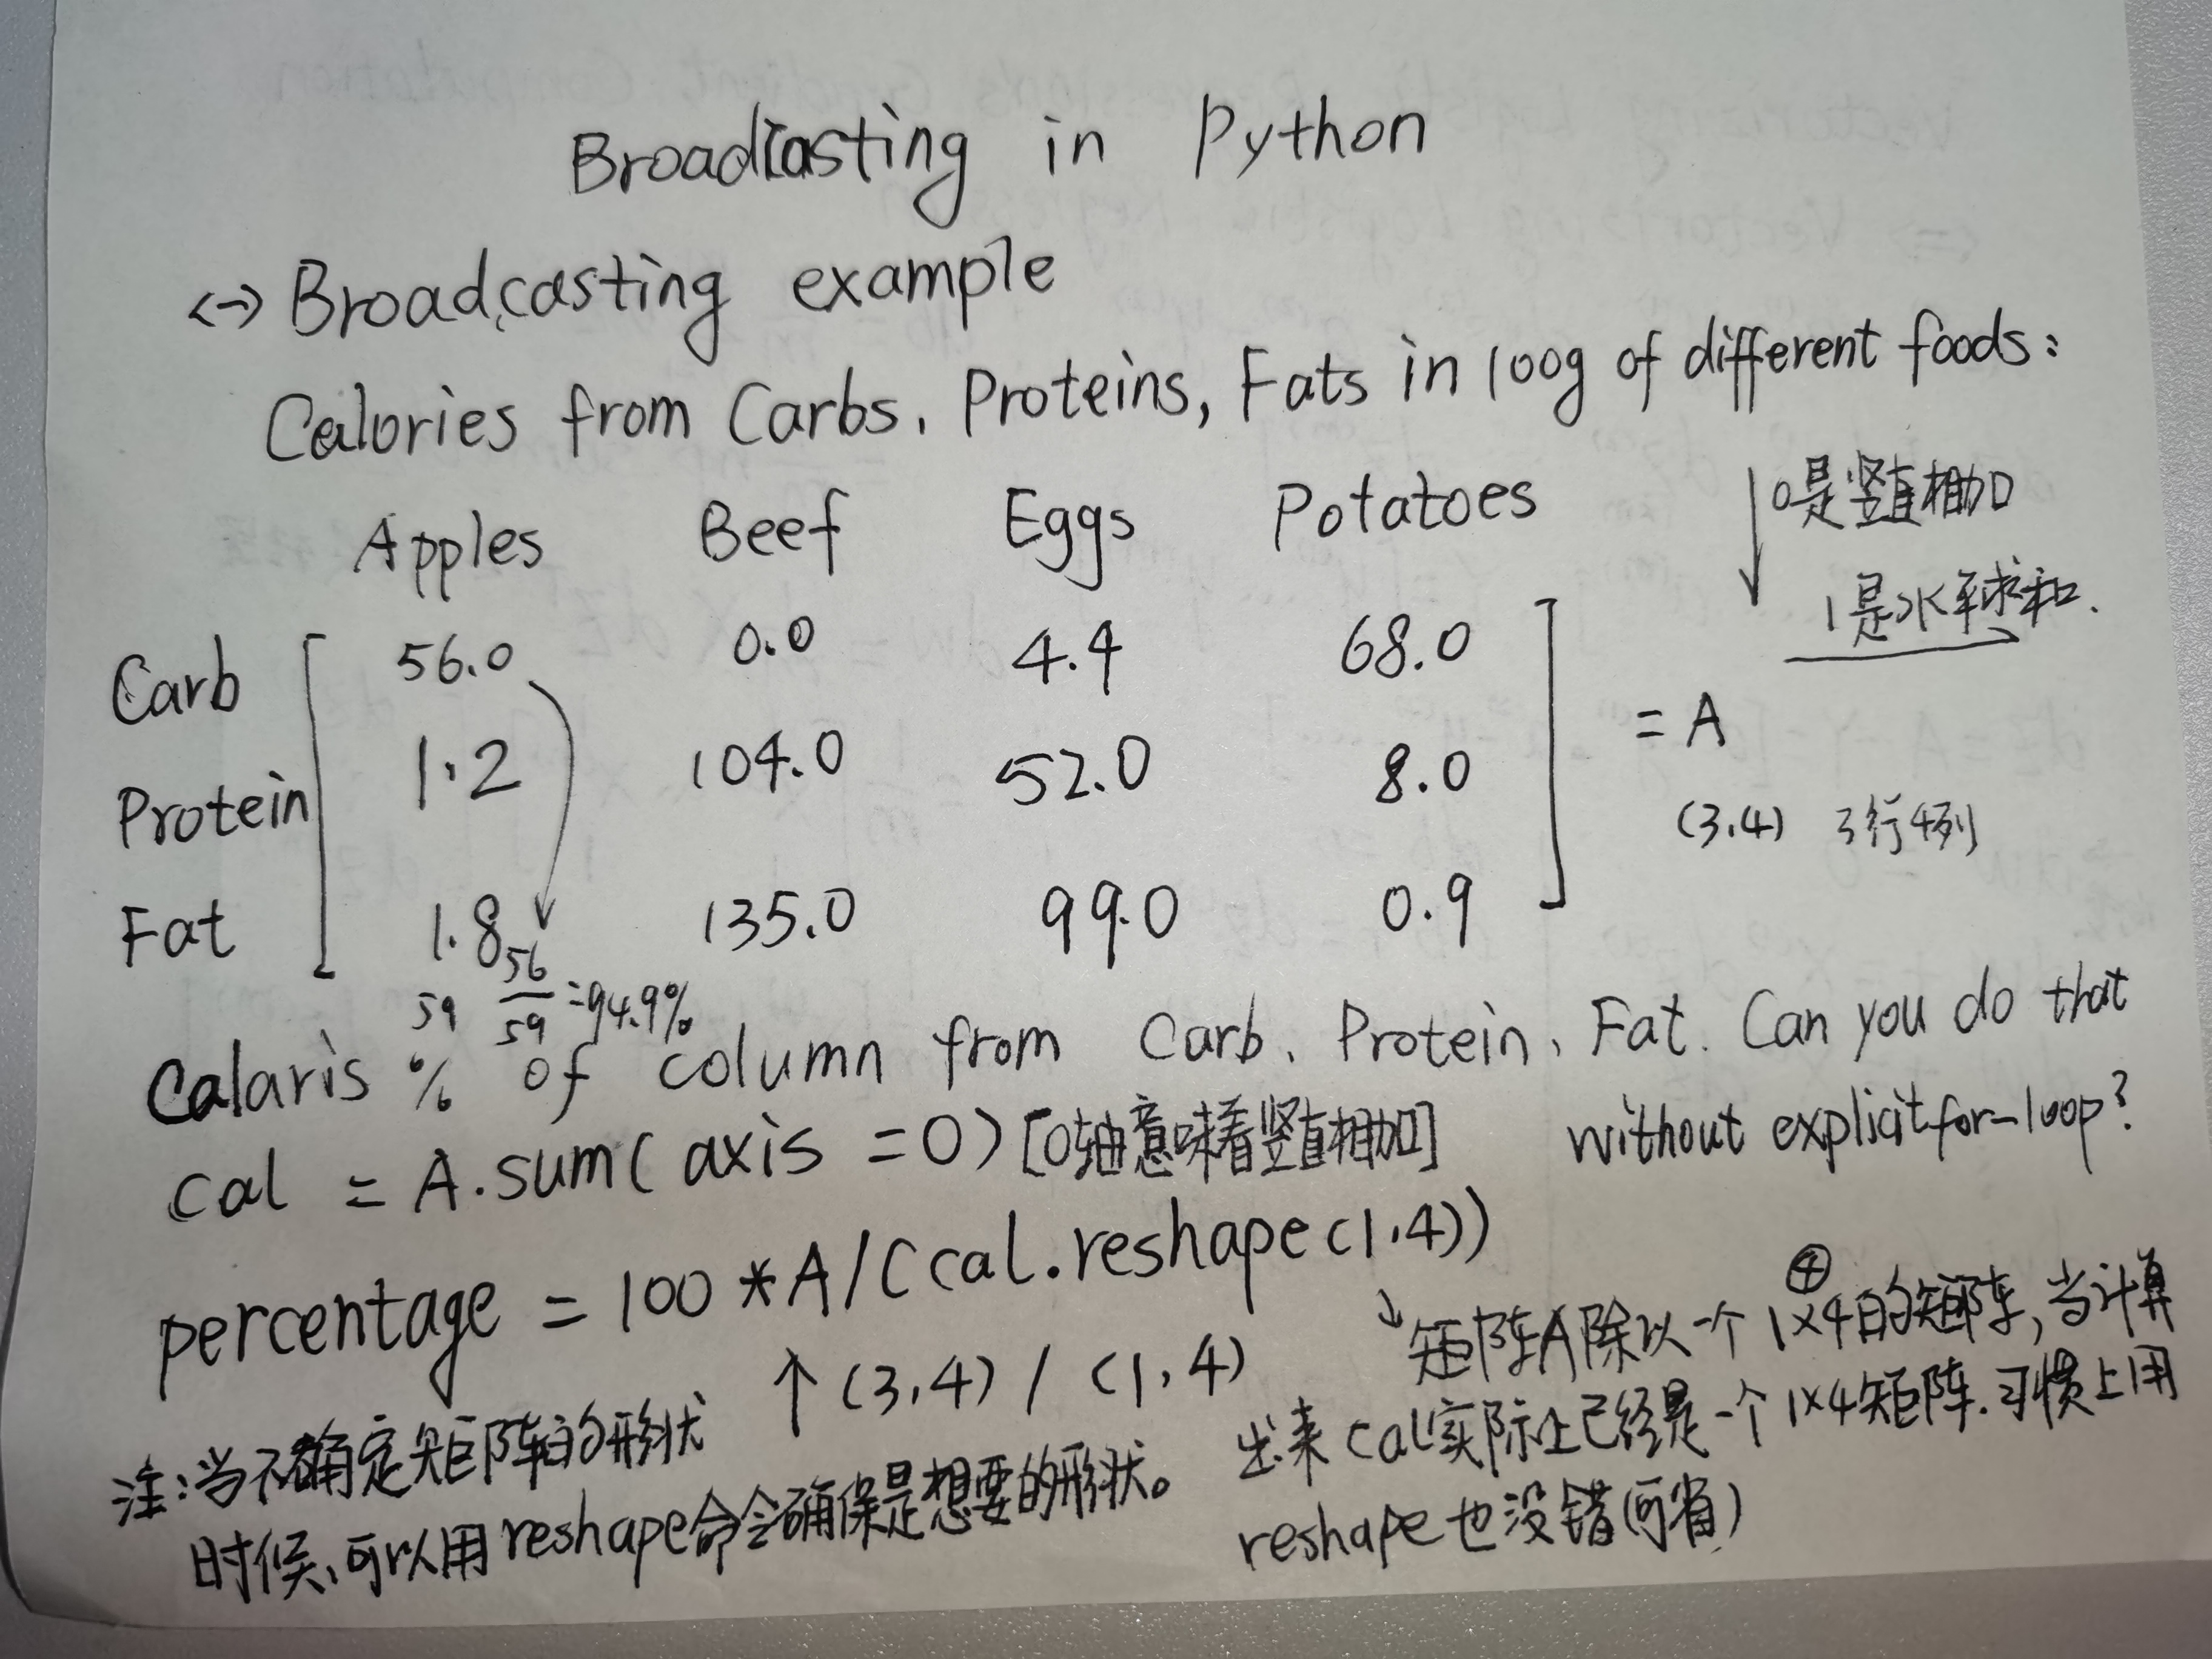 Broadcasting in Python
<-> Broadcasting example
Calories from Carbs, Proteins, Fats in 100g of different foods:
Apples Beef Eggs Potatoes
↓ 0是竖直相加
1是水平求和.
Carb 56.0 0.0 4.4 68.0
Protein 1.2 104.0 52.0 8.0
= A
(3,4) 3行4列
Fat 1.8 135.0 99.0 0.9
59 56/59 =94.9%
Calaris % of column from Carb, Protein, Fat. Can you do that
without explicit for-loop?
cal = A.sum( axis =0) [0轴意味着竖直相加]
percentage = 100 *A/(cal.reshape(1,4))
↑ (3,4) / (1,4)
↓ 矩阵A除以一个1×4的矩阵,当计算
④
出来cal实际上已经是一个1×4矩阵.习惯上用
reshape也没错(可省)
注:当不确定矩阵的形状
时候,可以用reshape命令确保是想要的形状。